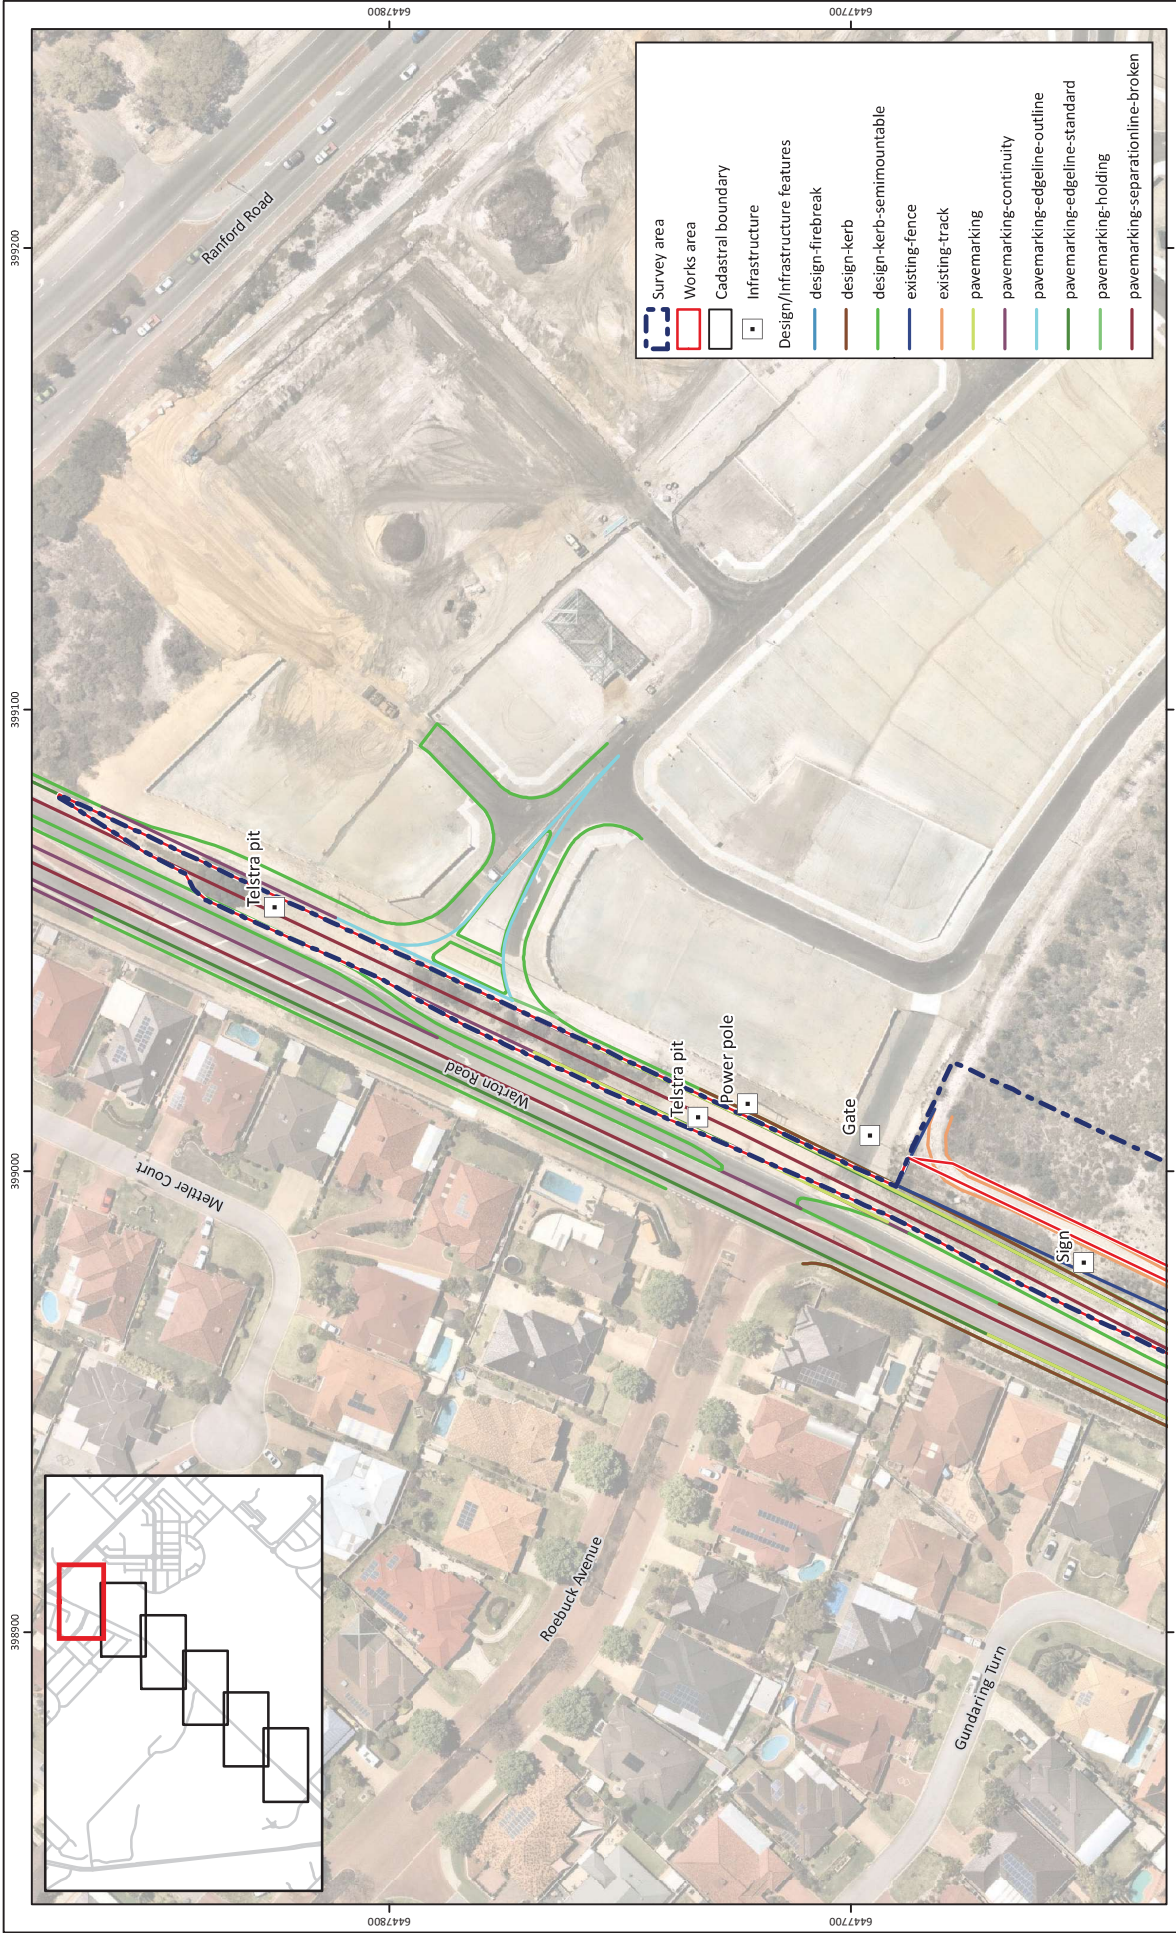 6447800
6447700
399200
399100
399000
398900
6447800
6447700
Ranford Road
Warton Road
Mettler Court
Roebuck Avenue
Gundaring Turn
Telstra pit
Telstra pit
Power pole
Gate
Sign
Survey area
Works area
Cadastral boundary
Infrastructure
Design/Infrastructure features
design-firebreak
design-kerb
design-kerb-semimountable
existing-fence
existing-track
pavemarking
pavemarking-continuity
pavemarking-edgeline-outline
pavemarking-edgeline-standard
pavemarking-holding
pavemarking-separationline-broken